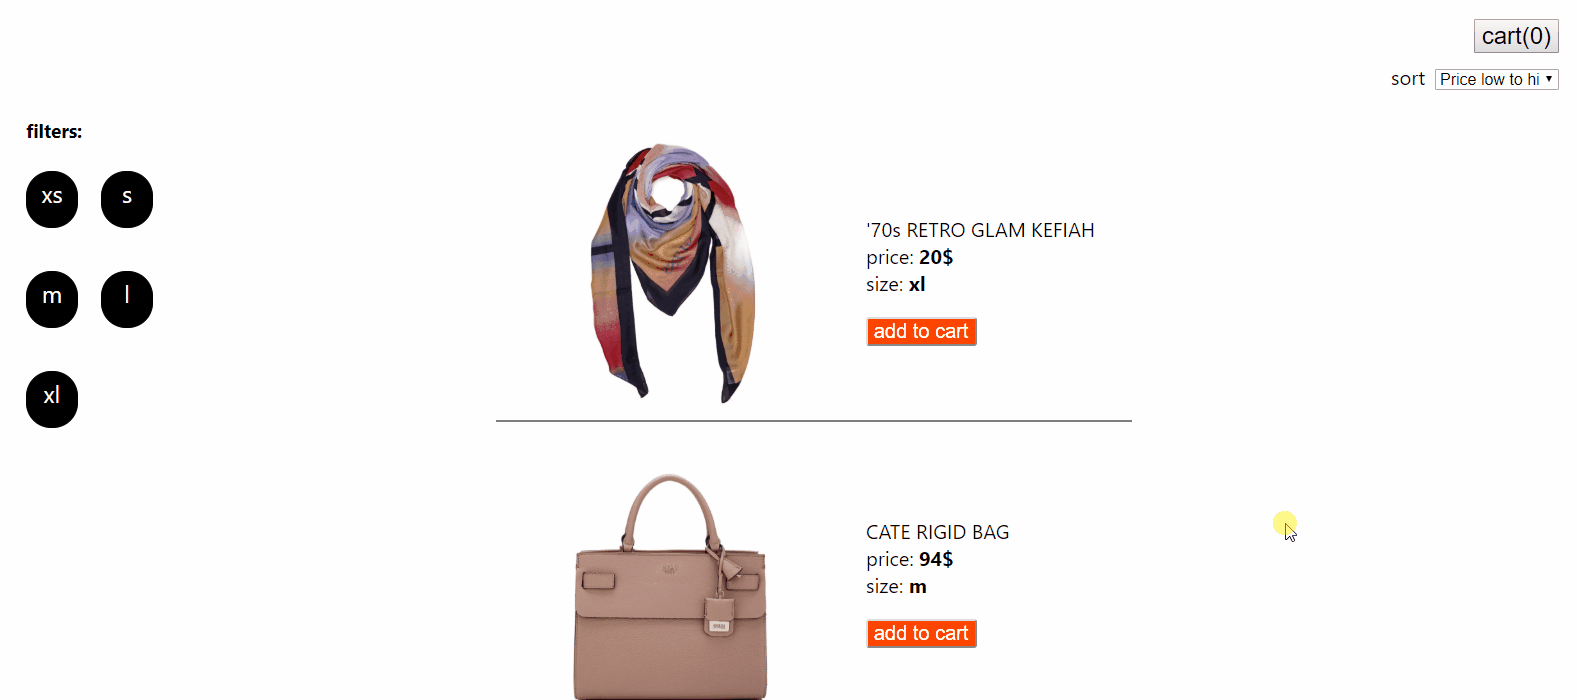 cart(0)
sort Price low to hi
filters:
xs s
m l
xl
'70s RETRO GLAM KEFIAH
price: 20$
size: xl
add to cart
CATE RIGID BAG
price: 94$
size: m
add to cart